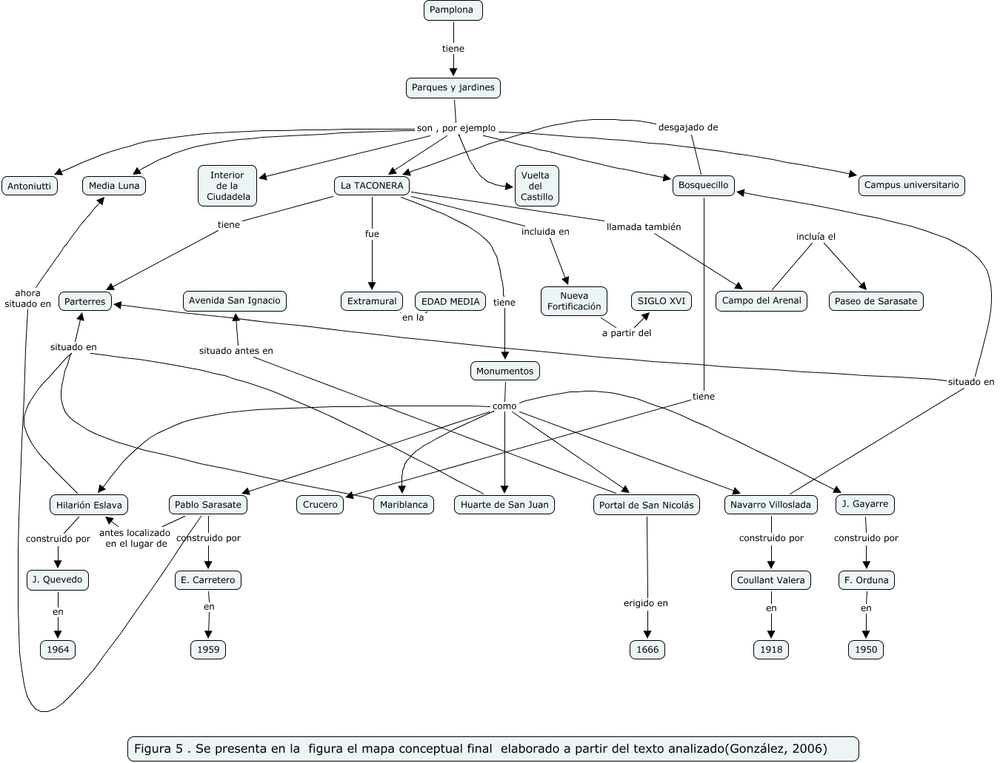 Pamplona
tiene
Parques y jardines
son , por ejemplo
desgajado de
Antoniutti
Media Luna
Interior
de la
Ciudadela
La TACONERA
Vuelta
del
Castillo
Bosquecillo
Campus universitario
tiene
fue
incluida en
llamada también
incluía el
ahora
situado en
Parterres
Avenida San Ignacio
Extramural
EDAD MEDIA
en la
tiene
Nueva
Fortificación
SIGLO XVI
Campo del Arenal
Paseo de Sarasate
a partir del
situado en
situado antes en
Monumentos
situado en
como
tiene
Hilarión Eslava
Pablo Sarasate
Crucero
Mariblanca
Huarte de San Juan
Portal de San Nicolás
Navarro Villoslada
J. Gayarre
construido por
antes localizado
en el lugar de
construido por
construido por
construido por
J. Quevedo
E. Carretero
Coullant Valera
F. Orduna
en
en
erigido en
en
en
1964
1959
1666
1918
1950
Figura 5 . Se presenta en la  figura el mapa conceptual final  elaborado a partir del texto analizado(González, 2006)